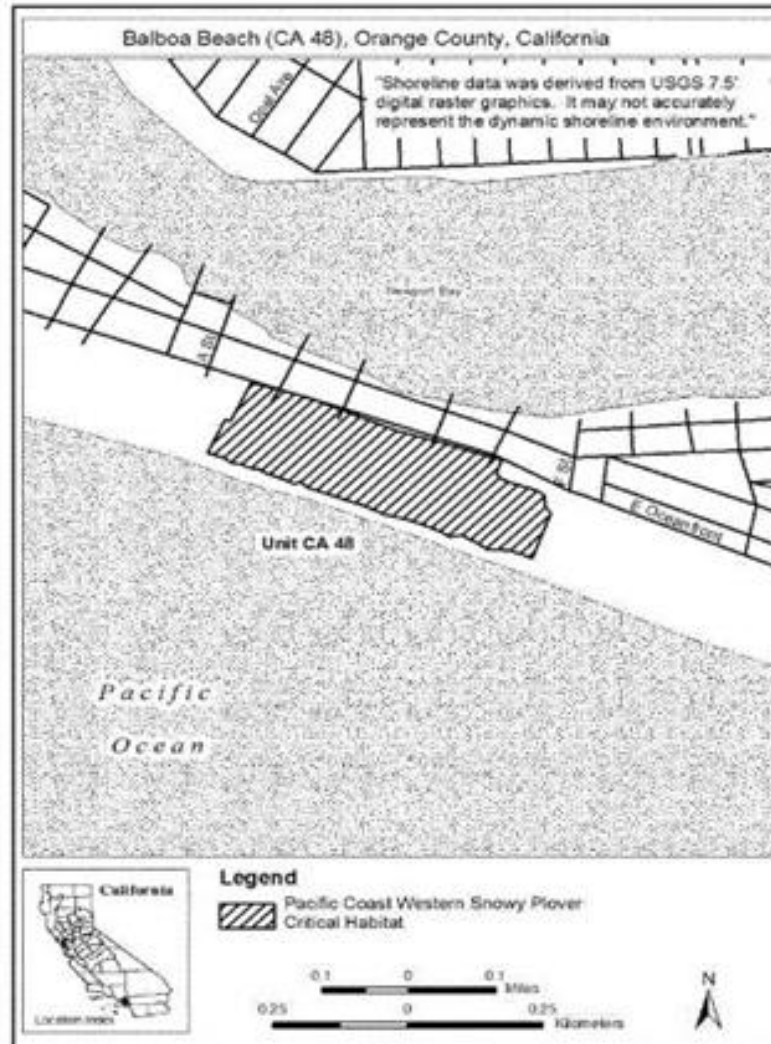 Balboa Beach (CA 48), Orange County, California
"Shoreline data was derived from USGS 7.5'
digital raster graphics. It may not accurately
represent the dynamic shoreline environment."
Opal Ave
Newport Bay
A St
E Oceanfront
Unit CA 48
Pacific
Ocean
California
Location Index
Legend
Pacific Coast Western Snowy Plover
Critical Habitat
0.1 0 0.1
Miles
0.25 0 0.25
Kilometers
N